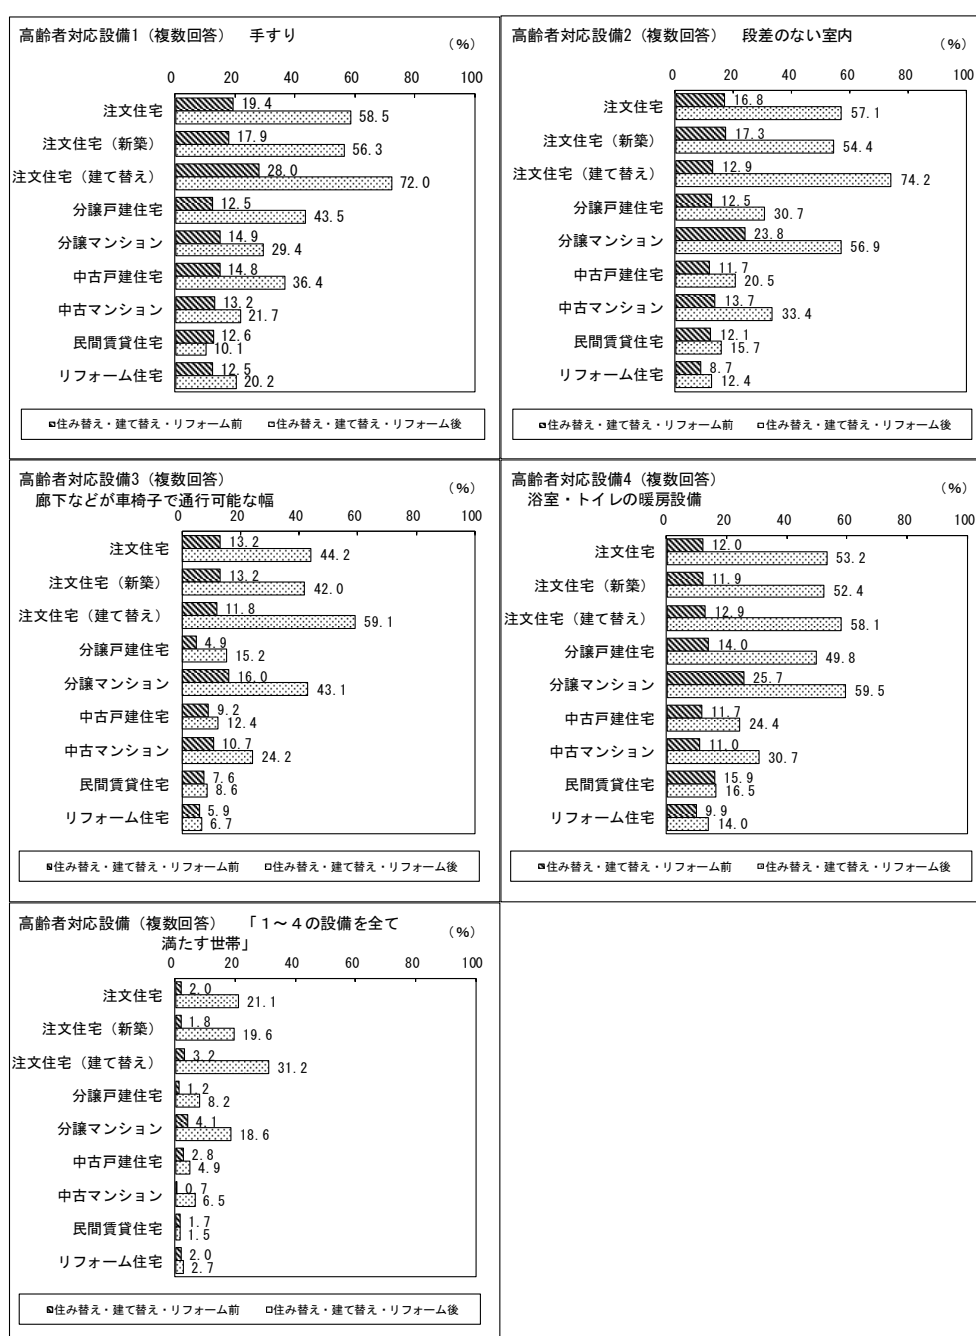 高齢者対応設備1（複数回答）　手すり
（%）
0 20 40 60 80 100
注文住宅 19.4 58.5
注文住宅（新築） 17.9 56.3
注文住宅（建て替え） 28.0 72.0
分譲戸建住宅 12.5 43.5
分譲マンション 14.9 29.4
中古戸建住宅 14.8 36.4
中古マンション 13.2 21.7
民間賃貸住宅 12.6 10.1
リフォーム住宅 12.5 20.2
住み替え・建て替え・リフォーム前 住み替え・建て替え・リフォーム後
高齢者対応設備2（複数回答）　段差のない室内
（%）
0 20 40 60 80 100
注文住宅 16.8 57.1
注文住宅（新築） 17.3 54.4
注文住宅（建て替え） 12.9 74.2
分譲戸建住宅 12.5 30.7
分譲マンション 23.8 56.9
中古戸建住宅 11.7 20.5
中古マンション 13.7 33.4
民間賃貸住宅 12.1 15.7
リフォーム住宅 8.7 12.4
住み替え・建て替え・リフォーム前 住み替え・建て替え・リフォーム後
高齢者対応設備3（複数回答）
廊下などが車椅子で通行可能な幅
（%）
0 20 40 60 80 100
注文住宅 13.2 44.2
注文住宅（新築） 13.2 42.0
注文住宅（建て替え） 11.8 59.1
分譲戸建住宅 4.9 15.2
分譲マンション 16.0 43.1
中古戸建住宅 9.2 12.4
中古マンション 10.7 24.2
民間賃貸住宅 7.6 8.6
リフォーム住宅 5.9 6.7
住み替え・建て替え・リフォーム前 住み替え・建て替え・リフォーム後
高齢者対応設備4（複数回答）
浴室・トイレの暖房設備
（%）
0 20 40 60 80 100
注文住宅 12.0 53.2
注文住宅（新築） 11.9 52.4
注文住宅（建て替え） 12.9 58.1
分譲戸建住宅 14.0 49.8
分譲マンション 25.7 59.5
中古戸建住宅 11.7 24.4
中古マンション 11.0 30.7
民間賃貸住宅 15.9 16.5
リフォーム住宅 9.9 14.0
住み替え・建て替え・リフォーム前 住み替え・建て替え・リフォーム後
高齢者対応設備（複数回答）　「１～４の設備を全て
満たす世帯」
（%）
0 20 40 60 80 100
注文住宅 2.0 21.1
注文住宅（新築） 1.8 19.6
注文住宅（建て替え） 3.2 31.2
分譲戸建住宅 1.2 8.2
分譲マンション 4.1 18.6
中古戸建住宅 2.8 4.9
中古マンション 0.7 6.5
民間賃貸住宅 1.7 1.5
リフォーム住宅 2.0 2.7
住み替え・建て替え・リフォーム前 住み替え・建て替え・リフォーム後